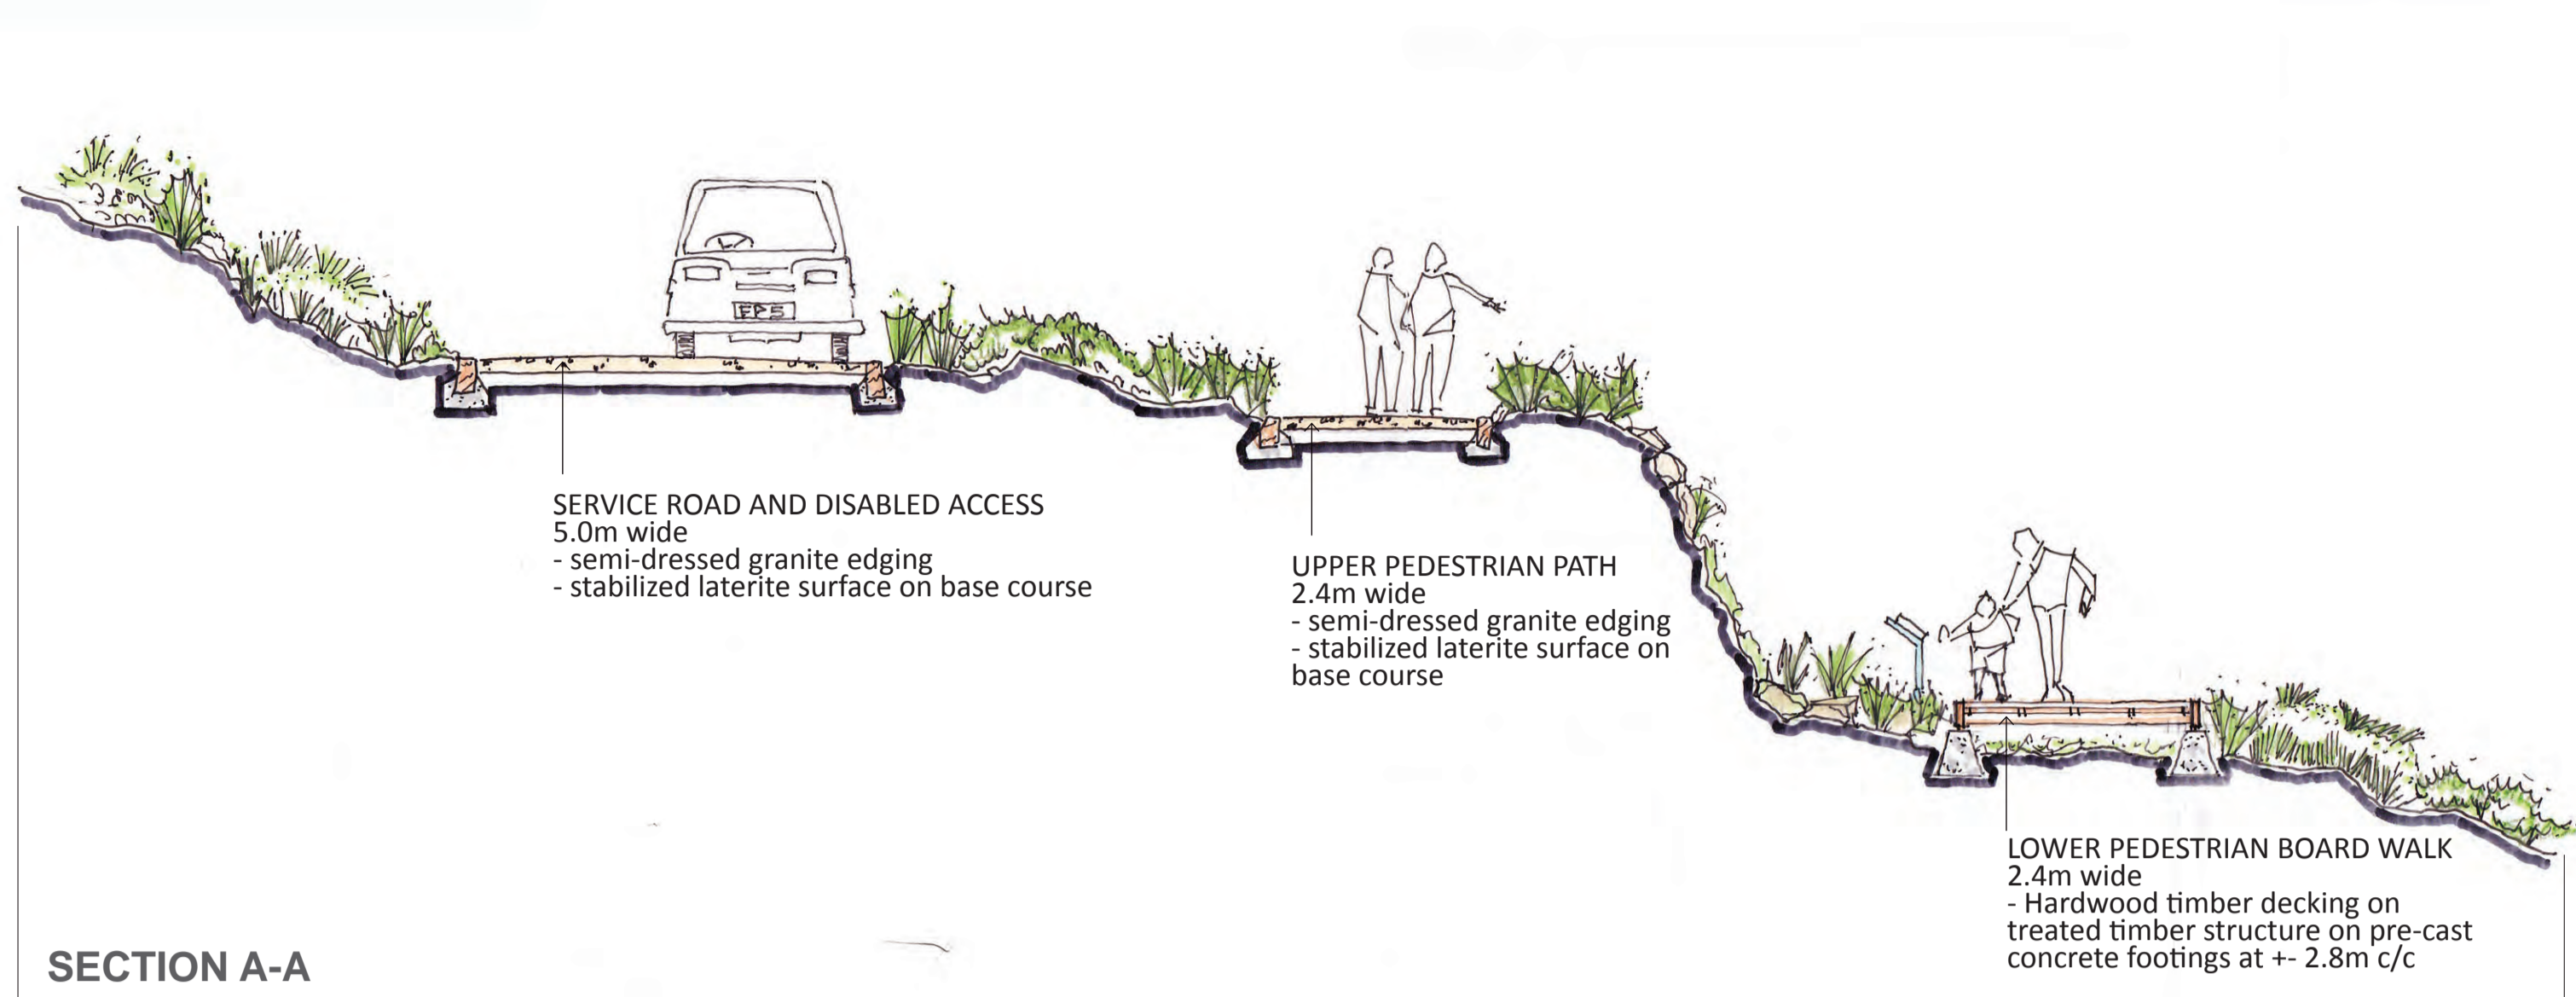 EP5
SERVICE ROAD AND DISABLED ACCESS
5.0m wide
- semi-dressed granite edging
- stabilized laterite surface on base course
UPPER PEDESTRIAN PATH
2.4m wide
- semi-dressed granite edging
- stabilized laterite surface on
base course
LOWER PEDESTRIAN BOARD WALK
2.4m wide
- Hardwood timber decking on
treated timber structure on pre-cast
concrete footings at +- 2.8m c/c
SECTION A-A